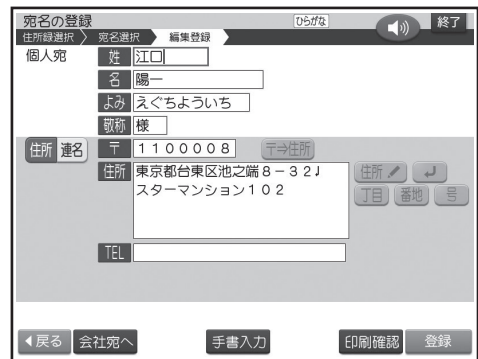 宛名の登録 ひらがな 終了
住所録選択 宛名選択 編集登録
個人宛 姓 江口
名 陽一
よみ えぐちよういち
敬称 様
住所 連名 〒 1100008 〒⇒住所
住所 東京都台東区池之端8-32↲ 住所
スターマンション102 丁目 番地 号
TEL
戻る 会社宛へ 手書入力 印刷確認 登録